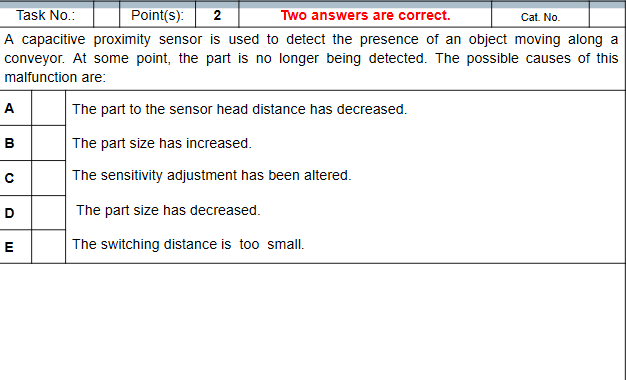 Task No.: Point(s): 2 Two answers are correct. Cat. No.
A capacitive proximity sensor is used to detect the presence of an object moving along a
conveyor. At some point, the part is no longer being detected. The possible causes of this
malfunction are:
A The part to the sensor head distance has decreased.
B The part size has increased.
C The sensitivity adjustment has been altered.
D The part size has decreased.
E The switching distance is too small.